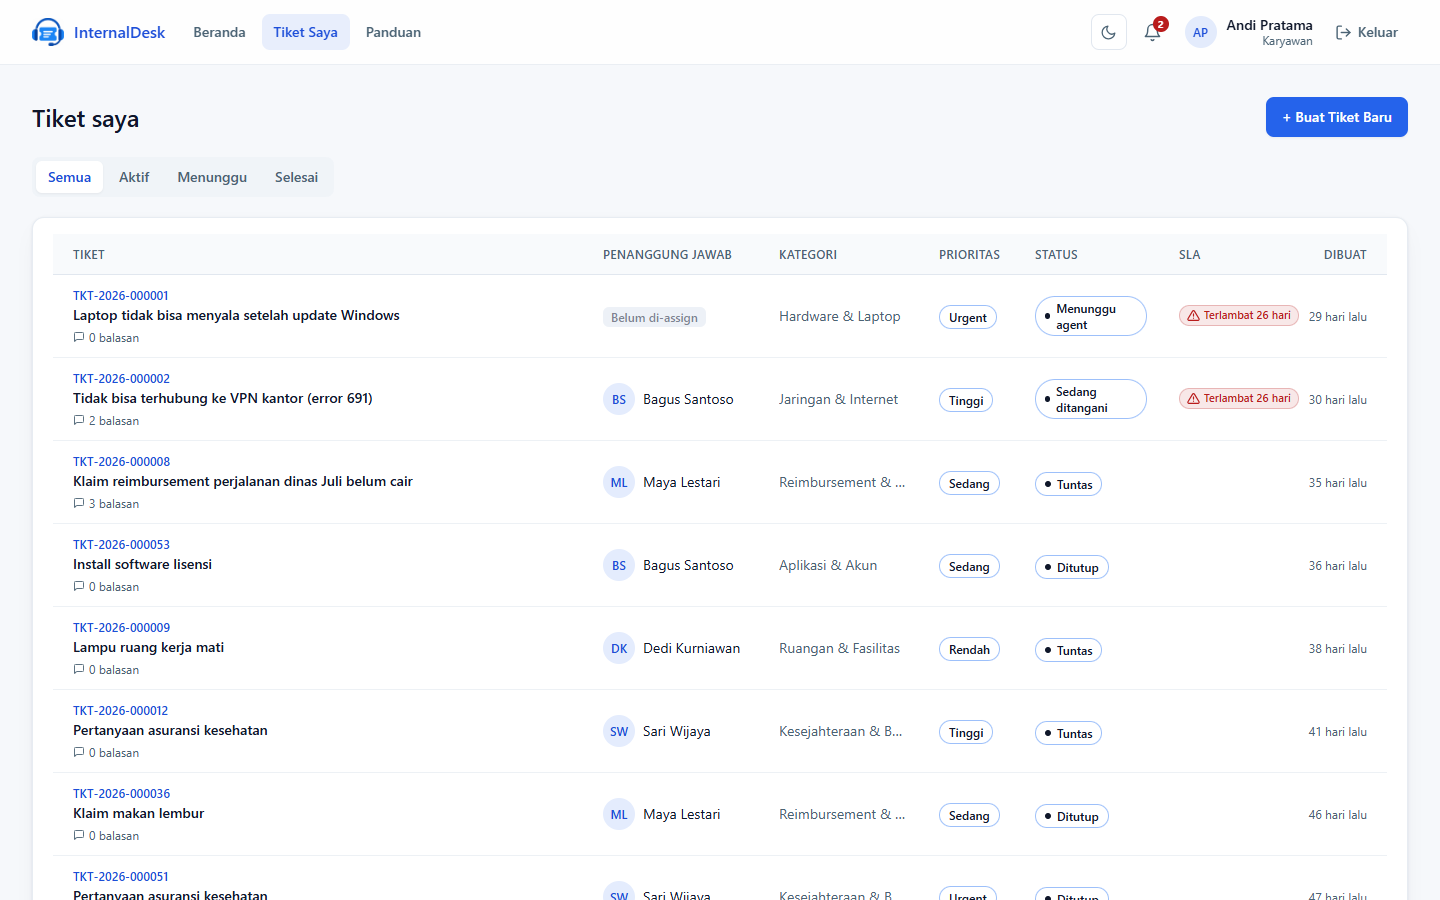 InternalDesk
Beranda
Tiket Saya
Panduan
2
AP
Andi Pratama
Karyawan
Keluar
Tiket saya
+ Buat Tiket Baru
Semua
Aktif
Menunggu
Selesai
TIKET PENANGGUNG JAWAB KATEGORI PRIORITAS STATUS SLA DIBUAT
TKT-2026-000001
Laptop tidak bisa menyala setelah update Windows
0 balasan
Belum di-assign
Hardware & Laptop
Urgent
Menunggu
agent
Terlambat 26 hari
29 hari lalu
TKT-2026-000002
Tidak bisa terhubung ke VPN kantor (error 691)
2 balasan
BS
Bagus Santoso
Jaringan & Internet
Tinggi
Sedang
ditangani
Terlambat 26 hari
30 hari lalu
TKT-2026-000008
Klaim reimbursement perjalanan dinas Juli belum cair
3 balasan
ML
Maya Lestari
Reimbursement & ...
Sedang
Tuntas
35 hari lalu
TKT-2026-000053
Install software lisensi
0 balasan
BS
Bagus Santoso
Aplikasi & Akun
Sedang
Ditutup
36 hari lalu
TKT-2026-000009
Lampu ruang kerja mati
0 balasan
DK
Dedi Kurniawan
Ruangan & Fasilitas
Rendah
Tuntas
38 hari lalu
TKT-2026-000012
Pertanyaan asuransi kesehatan
0 balasan
SW
Sari Wijaya
Kesejahteraan & B...
Tinggi
Tuntas
41 hari lalu
TKT-2026-000036
Klaim makan lembur
0 balasan
ML
Maya Lestari
Reimbursement & ...
Sedang
Ditutup
46 hari lalu
TKT-2026-000051
Pertanyaan asuransi kesehatan
SW
Sari Wijaya
Kesejahteraan & B...
Urgent
Ditutup
47 hari lalu